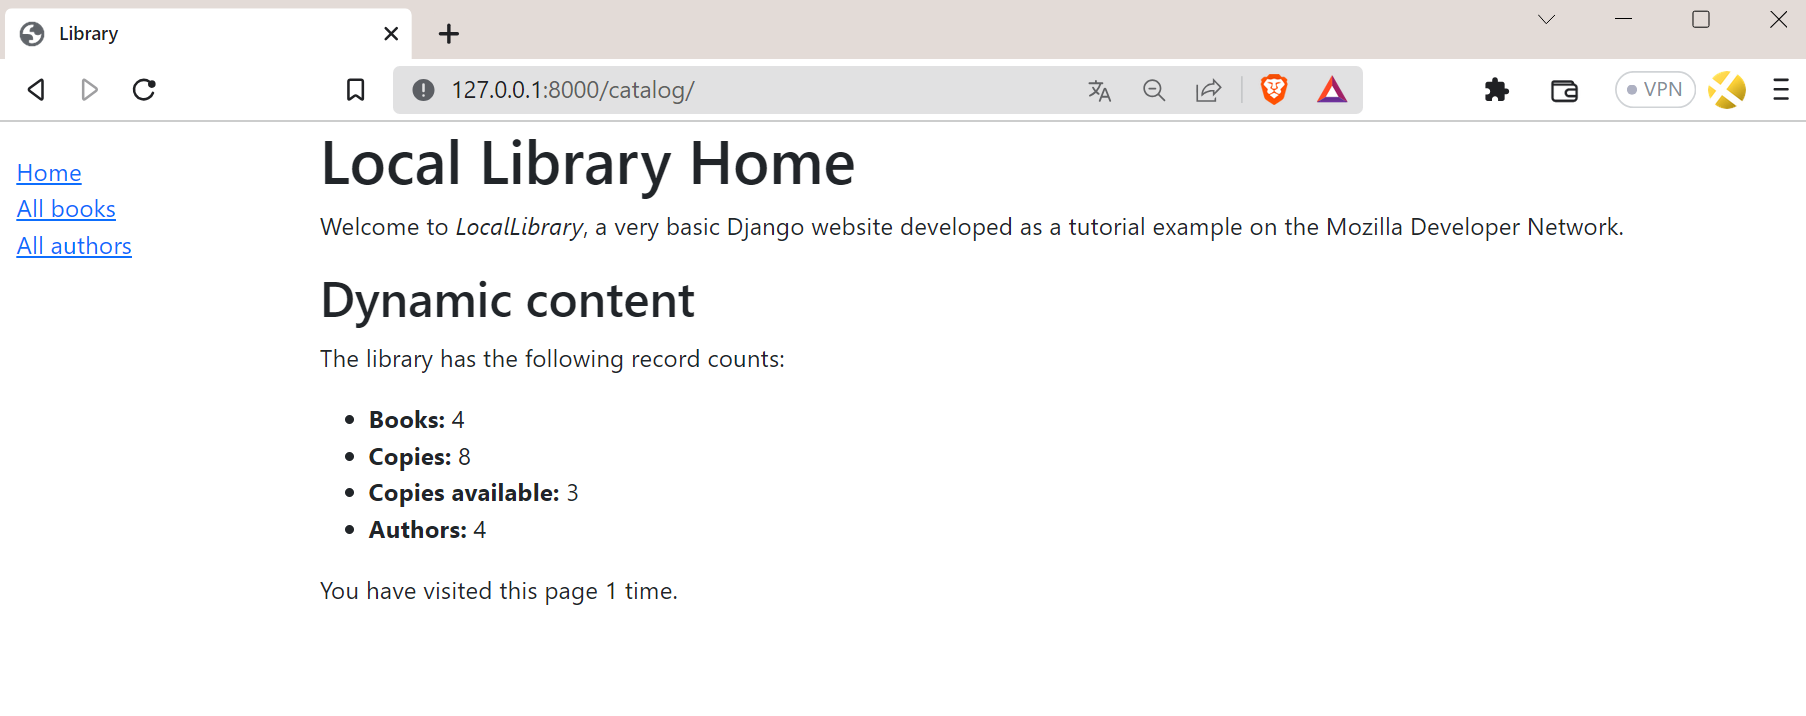 Library
127.0.0.1:8000/catalog/
VPN
Home
All books
All authors
Local Library Home
Welcome to LocalLibrary, a very basic Django website developed as a tutorial example on the Mozilla Developer Network.
Dynamic content
The library has the following record counts:
Books: 4
Copies: 8
Copies available: 3
Authors: 4
You have visited this page 1 time.